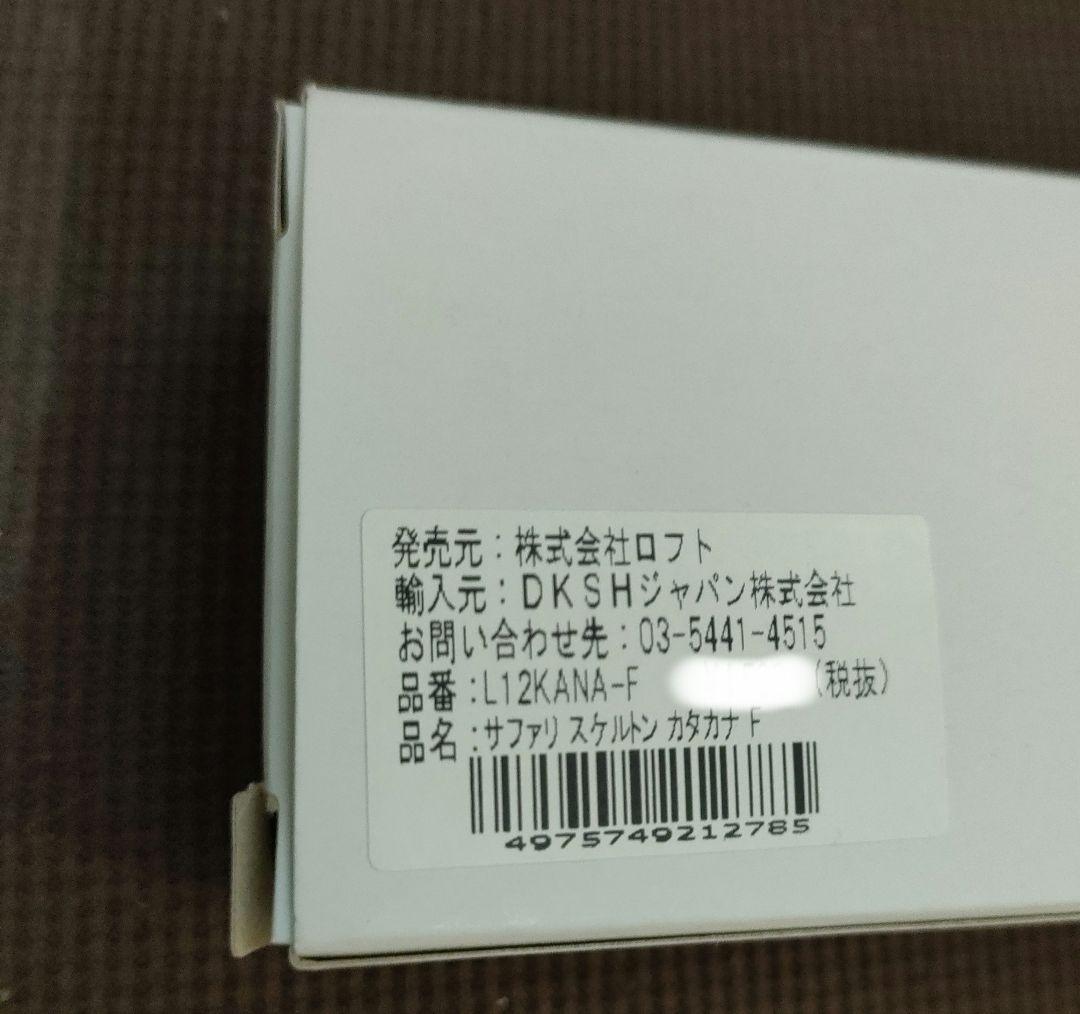 発売元：株式会社ロフト
輸入元：DKSHジャパン株式会社
お問い合わせ先：03-5441-4515
品番：L12KANA-F （税抜）
品名：サファリ スケルトン カタカナ F
4975749212785